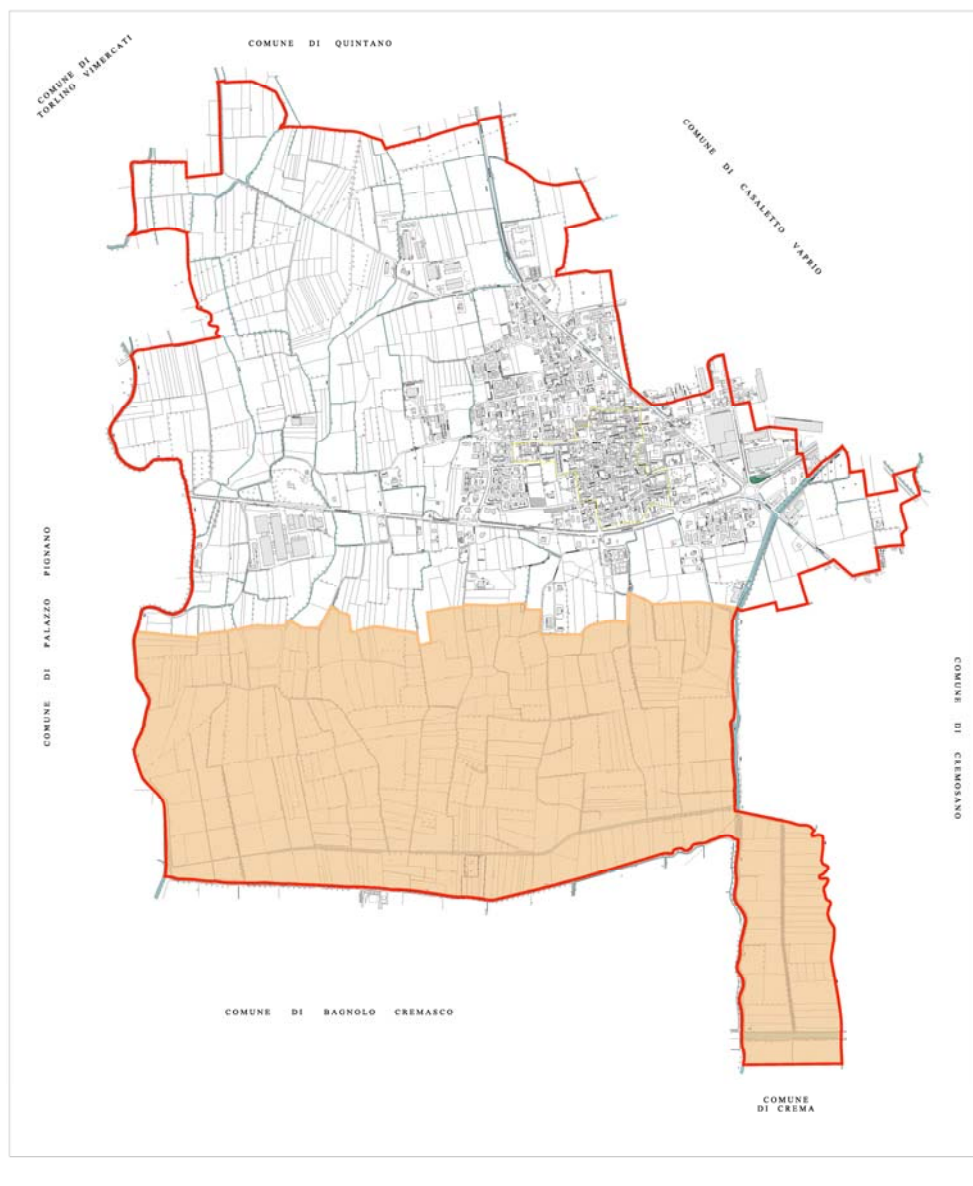 COMUNE DI
TORLINO VIMERCATI
COMUNE DI QUINTANO
COMUNE DI CASALETTO VAPRIO
COMUNE DI PALAZZO PIGNANO
COMUNE DI CREMOSANO
COMUNE DI BAGNOLO CREMASCO
COMUNE
DI CREMA